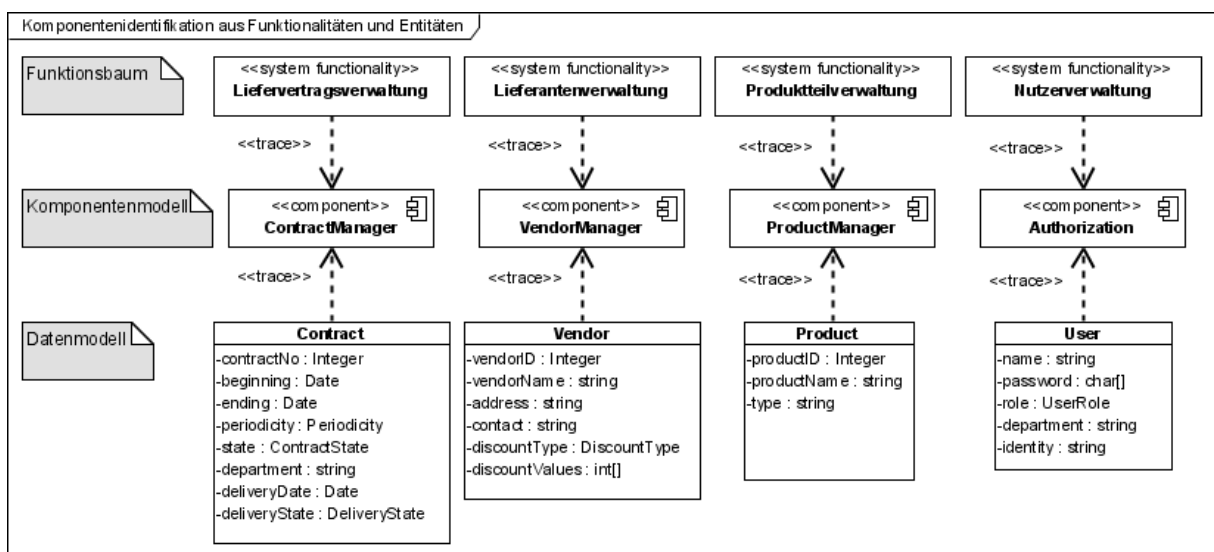 Komponentenidentifikation aus Funktionalitäten und Entitäten
Funktionsbaum
<<system functionality>>
Liefervertragsverwaltung
<<system functionality>>
Lieferantenverwaltung
<<system functionality>>
Produktteilverwaltung
<<system functionality>>
Nutzerverwaltung
<<trace>>
<<trace>>
<<trace>>
<<trace>>
Komponentenmodell
<<component>>
ContractManager
<<component>>
VendorManager
<<component>>
ProductManager
<<component>>
Authorization
<<trace>>
<<trace>>
<<trace>>
<<trace>>
Datenmodell
Contract
-contractNo : Integer
-beginning : Date
-ending : Date
-periodicity : Periodicity
-state : ContractState
-department : string
-deliveryDate : Date
-deliveryState : DeliveryState
Vendor
-vendorID : Integer
-vendorName : string
-address : string
-contact : string
-discountType : DiscountType
-discountValues : int[]
Product
-productID : Integer
-productName : string
-type : string
User
-name : string
-password : char[]
-role : UserRole
-department : string
-identity : string